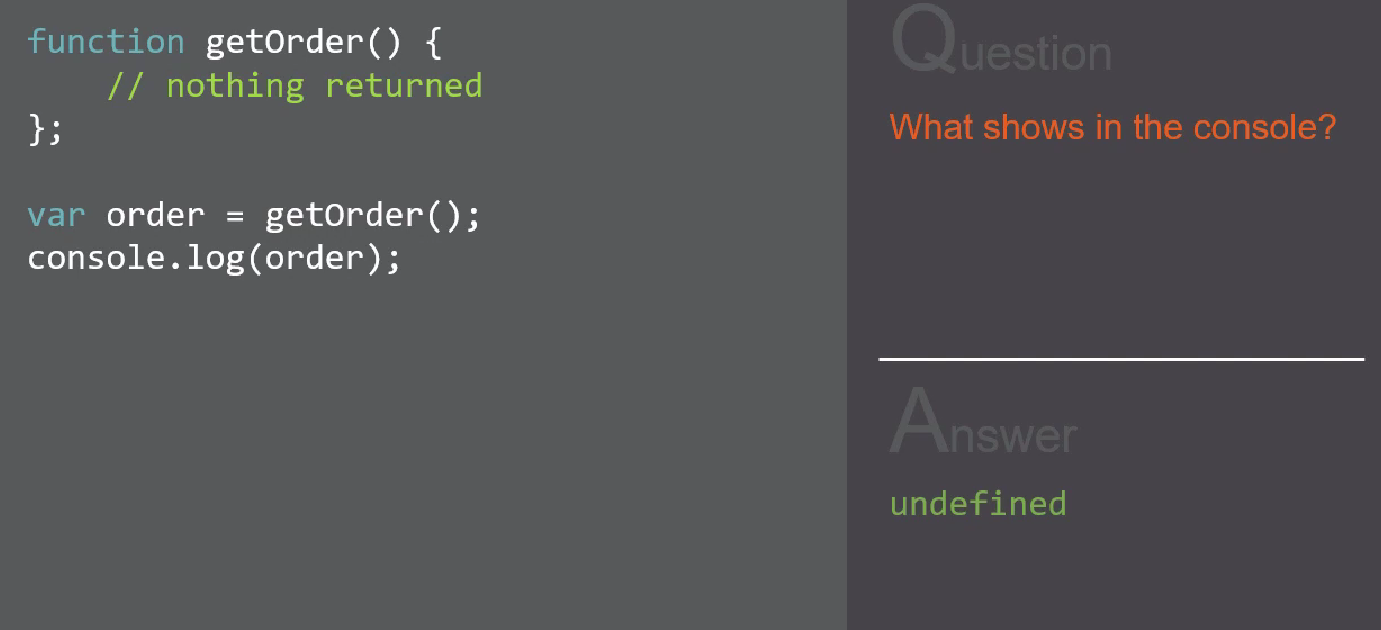 function getOrder() {
    // nothing returned
};

var order = getOrder();
console.log(order);
Question
What shows in the console?
Answer
undefined